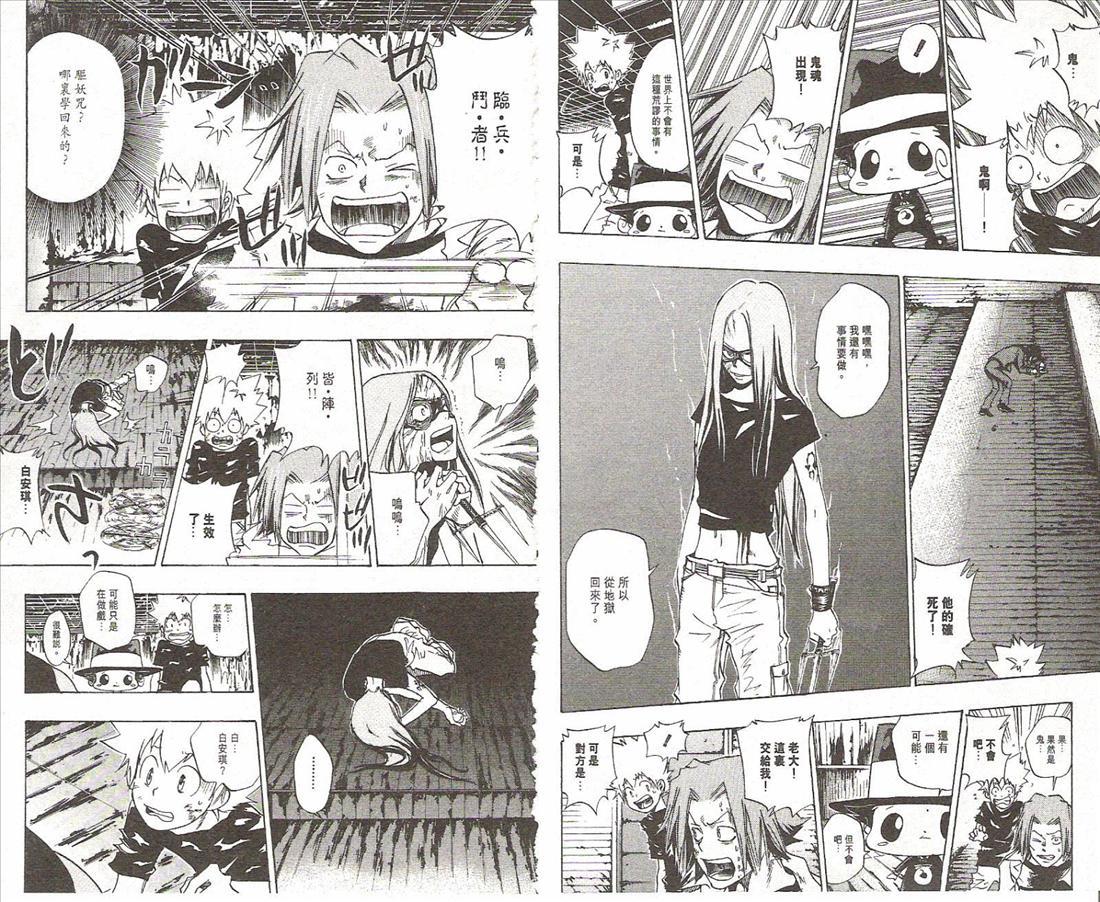 鬼…
鬼啊——！
！
鬼魂
出現！
世界上不會有
這種荒謬的事情。
可是…
他的確
死了！
嘿嘿嘿，
我還有
事情要做。
所以
從地獄
回來了。
果…
果然是
鬼…
不會
吧…
還有
一個
可能…
但不會
吧…
老大！
這裏
交給我！
！
可是
對方是
臨・兵・
鬥・者!!
驅妖咒？
哪裏學回來的？
嗚…
嗚嗚…
皆・陣・
列!!
生效
了…
嗚…
ガラ
ガラ
白安琪…
………
怎…
怎麼辦…
可能只是
在做戲…
很難說。
？
白…
白安琪？